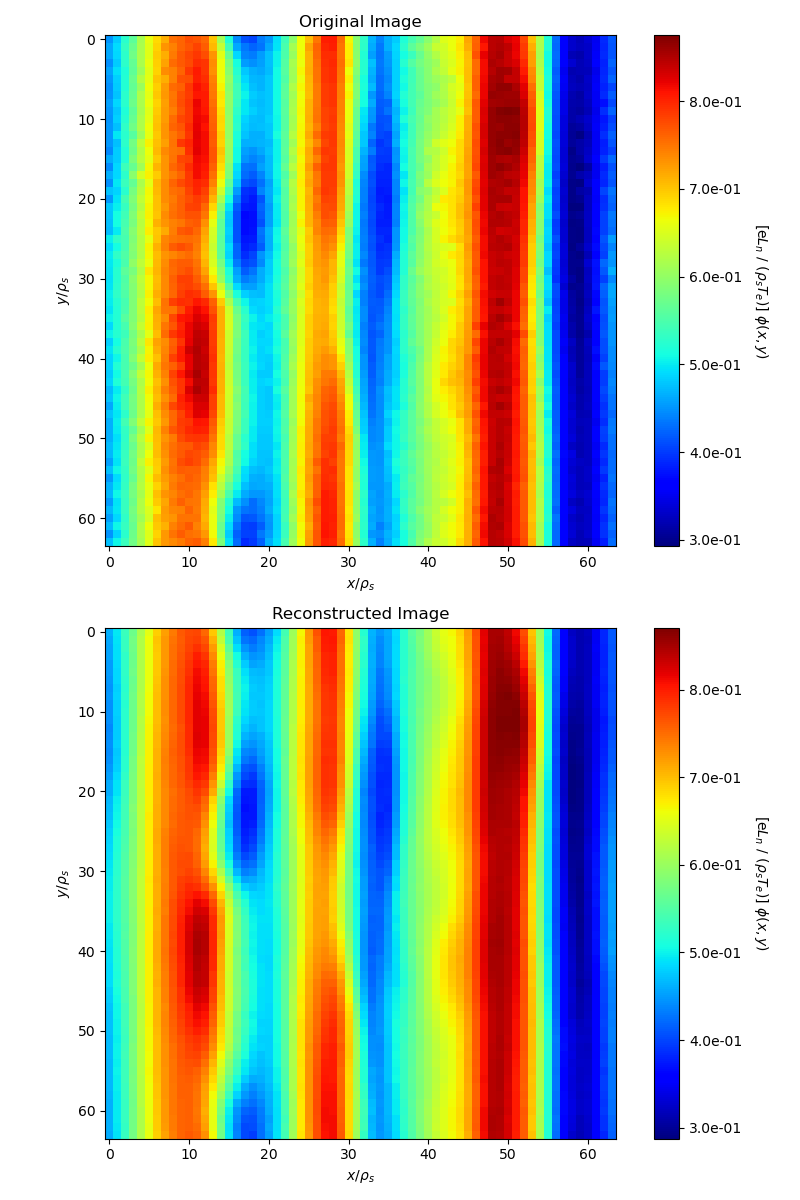 Original Image
0
10
20
30
40
50
60
y/ρₛ
0 10 20 30 40 50 60
x/ρₛ
8.0e-01
7.0e-01
6.0e-01
5.0e-01
4.0e-01
3.0e-01
[eLₙ / (ρₛTₑ)] ϕ(x, y)
Reconstructed Image
0
10
20
30
40
50
60
y/ρₛ
0 10 20 30 40 50 60
x/ρₛ
8.0e-01
7.0e-01
6.0e-01
5.0e-01
4.0e-01
3.0e-01
[eLₙ / (ρₛTₑ)] ϕ(x, y)